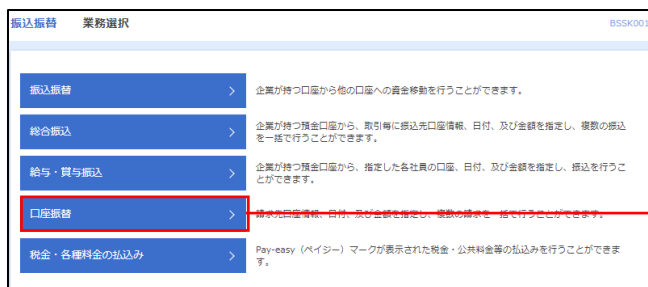 振込振替 業務選択 BSSK001
振込振替
企業が持つ口座から他の口座への資金移動を行うことができます。
総合振込
企業が持つ預金口座から、取引毎に振込先口座情報、日付、及び金額を指定し、複数の振込
を一括で行うことができます。
給与・賞与振込
企業が持つ預金口座から、指定した各社員の口座、日付、及び金額を指定し、振込を行うこ
とができます。
口座振替
請求先口座情報、日付、及び金額を指定し、複数の請求を一括で行うことができます。
税金・各種料金の払込み
Pay-easy（ペイジー）マークが表示された税金・公共料金等の払込みを行うことができま
す。